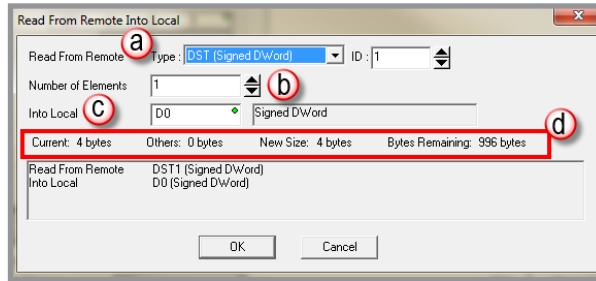 Read From Remote Into Local
a
Read From Remote Type : DST (Signed DWord) ID : 1
Number of Elements 1 b
c
Into Local D0 Signed DWord
d
Current: 4 bytes Others: 0 bytes New Size: 4 bytes Bytes Remaining: 996 bytes
Read From Remote DST1 (Signed DWord)
Into Local D0 (Signed DWord)
OK Cancel